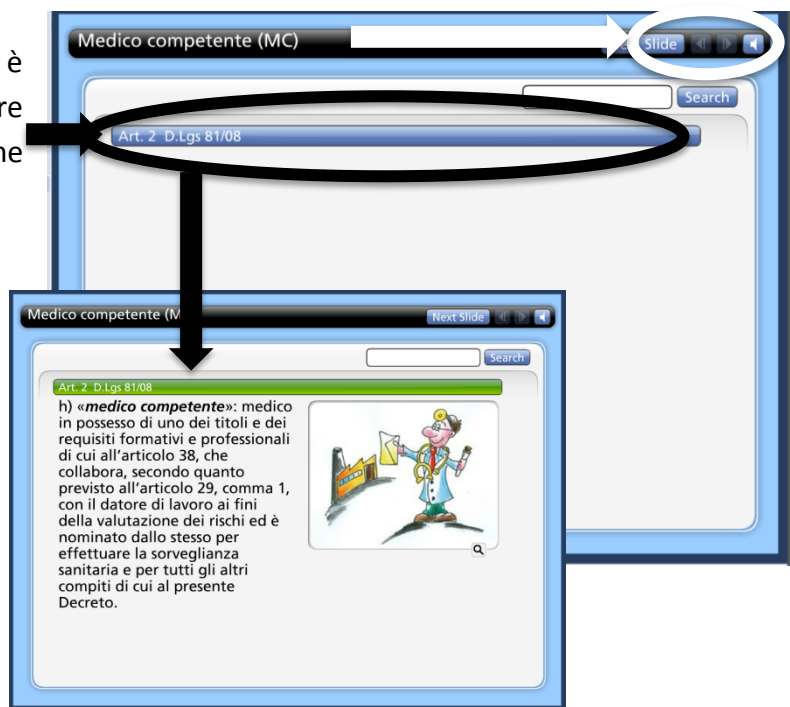 è
re
ne
Medico competente (MC)
Slide
Search
Art. 2 D.Lgs 81/08
Medico competente (M
Next Slide
Search
Art. 2 D.Lgs 81/08
h) «medico competente»: medico
in possesso di uno dei titoli e dei
requisiti formativi e professionali
di cui all'articolo 38, che
collabora, secondo quanto
previsto all'articolo 29, comma 1,
con il datore di lavoro ai fini
della valutazione dei rischi ed è
nominato dallo stesso per
effettuare la sorveglianza
sanitaria e per tutti gli altri
compiti di cui al presente
Decreto.